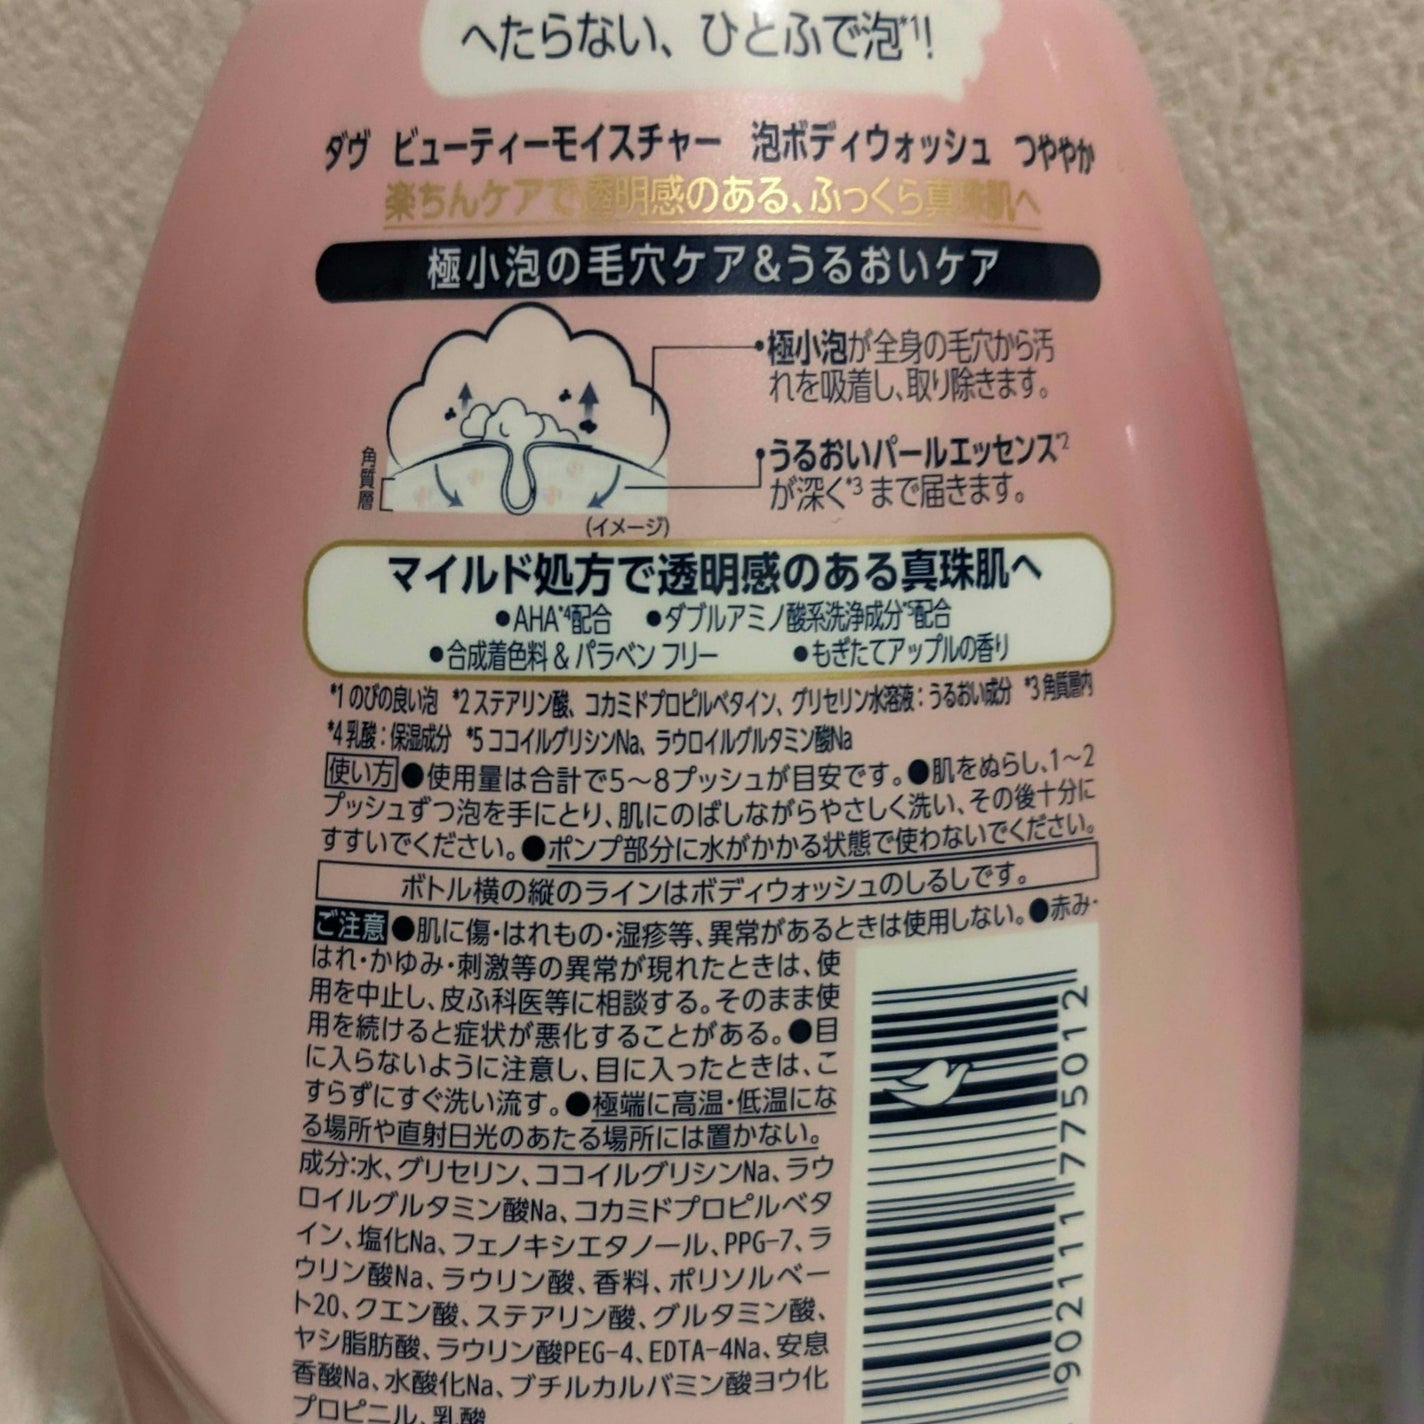 へたらない、ひとふで泡*1!
ダヴ ビューティーモイスチャー 泡ボディウォッシュ つややか
楽ちんケアで透明感のある、ふっくら真珠肌へ
極小泡の毛穴ケア&うるおいケア
•極小泡が全身の毛穴から汚
れを吸着し、取り除きます。
•うるおいパールエッセンス*2
が深く*3 まで届きます。
角質層
(イメージ)
マイルド処方で透明感のある真珠肌へ
●AHA*4配合 ●ダブルアミノ酸系洗浄成分*5配合
●合成着色料 & パラベン フリー ●もぎたてアップルの香り
*1 のびの良い泡 *2 ステアリン酸、コカミドプロピルベタイン、グリセリン水溶液：うるおい成分 *3 角質層内
*4 乳酸：保湿成分 *5 ココイルグリシンNa、ラウロイルグルタミン酸Na
使い方 ●使用量は合計で5〜8プッシュが目安です。●肌をぬらし、1〜2
プッシュずつ泡を手にとり、肌にのばしながらやさしく洗い、その後十分に
すすいでください。●ポンプ部分に水がかかる状態で使わないでください。
ボトル横の縦のラインはボディウォッシュのしるしです。
ご注意 ●肌に傷・はれもの・湿疹等、異常があるときは使用しない。●赤み・
はれ・かゆみ・刺激等の異常が現れたときは、使
用を中止し、皮ふ科医等に相談する。そのまま使
用を続けると症状が悪化することがある。●目
に入らないように注意し、目に入ったときは、こ
すらずにすぐ洗い流す。●極端に高温・低温にな
る場所や直射日光のあたる場所には置かない。
成分:水、グリセリン、ココイルグリシンNa、ラウ
ロイルグルタミン酸Na、コカミドプロピルベタ
イン、塩化Na、フェノキシエタノール、PPG-7、ラ
ウリン酸Na、ラウリン酸、香料、ポリソルベー
ト20、クエン酸、ステアリン酸、グルタミン酸、
ヤシ脂肪酸、ラウリン酸PEG-4、EDTA-4Na、安息
香酸Na、水酸化Na、ブチルカルバミン酸ヨウ化
プロピニル、乳酸
902111 775012